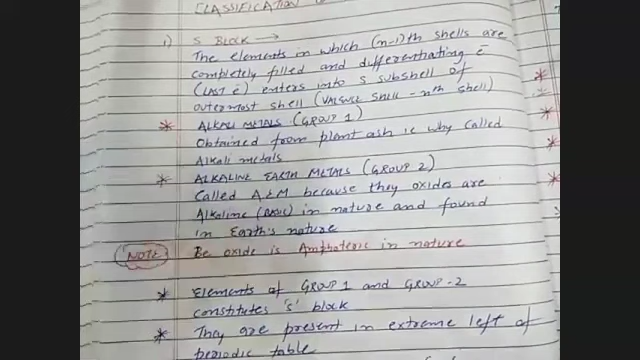 CLASSIFICATION
i) S BLOCK →
The elements in which (n-1)th shells are
completely filled and differenthating ē
(LAST ē) enters into s subshell of
outermost shell (VALENCE SHELL - nth shell)
* ALKALI METALS (GROUP 1)
Obtained from plant ash is why called
Alkali metals
* ALKALINE EARTH METALS (GROUP 2)
Called AEM because they oxides are
Alkaline (BASIC) in nature and found
in Earth's nature
NOTE Be oxide is Amphoteric in nature
* Elements of GROUP 1 and GROUP-2
constitutes 's' block
* They are present in extreme left of
periodic table